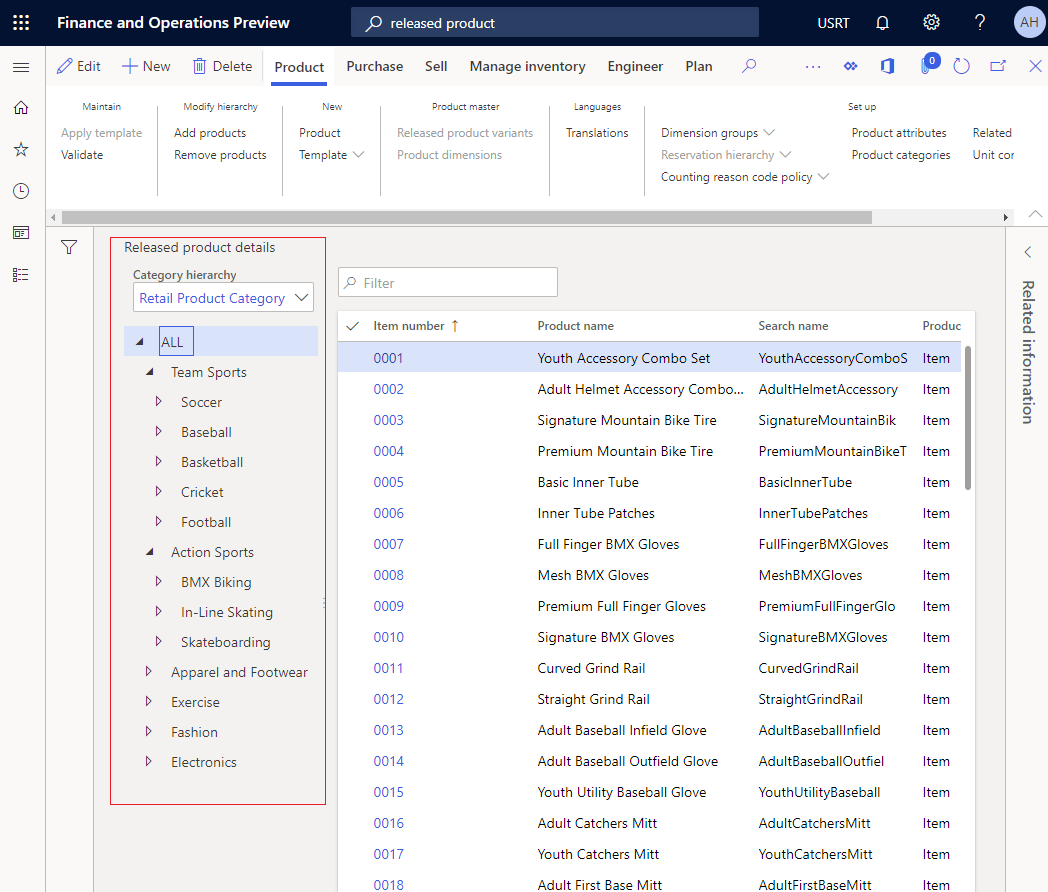 Finance and Operations Preview
released product
USRT
AH
Edit
New
Delete
Product
Purchase
Sell
Manage inventory
Engineer
Plan
...
0
Maintain
Apply template
Validate
Modify hierarchy
Add products
Remove products
New
Product
Template
Product master
Released product variants
Product dimensions
Languages
Translations
Set up
Dimension groups
Reservation hierarchy
Counting reason code policy
Product attributes
Product categories
Related
Unit cor
Released product details
Category hierarchy
Retail Product Category
ALL
Team Sports
Soccer
Baseball
Basketball
Cricket
Football
Action Sports
BMX Biking
In-Line Skating
Skateboarding
Apparel and Footwear
Exercise
Fashion
Electronics
Filter
Item number Product name Search name Produc
0001 Youth Accessory Combo Set YouthAccessoryComboS Item
0002 Adult Helmet Accessory Combo... AdultHelmetAccessory Item
0003 Signature Mountain Bike Tire SignatureMountainBik Item
0004 Premium Mountain Bike Tire PremiumMountainBikeT Item
0005 Basic Inner Tube BasicInnerTube Item
0006 Inner Tube Patches InnerTubePatches Item
0007 Full Finger BMX Gloves FullFingerBMXGloves Item
0008 Mesh BMX Gloves MeshBMXGloves Item
0009 Premium Full Finger Gloves PremiumFullFingerGlo Item
0010 Signature BMX Gloves SignatureBMXGloves Item
0011 Curved Grind Rail CurvedGrindRail Item
0012 Straight Grind Rail StraightGrindRail Item
0013 Adult Baseball Infield Glove AdultBaseballInfield Item
0014 Adult Baseball Outfield Glove AdultBaseballOutfiel Item
0015 Youth Utility Baseball Glove YouthUtilityBaseball Item
0016 Adult Catchers Mitt AdultCatchersMitt Item
0017 Youth Catchers Mitt YouthCatchersMitt Item
0018 Adult First Base Mitt AdultFirstBaseMitt Item
Related information